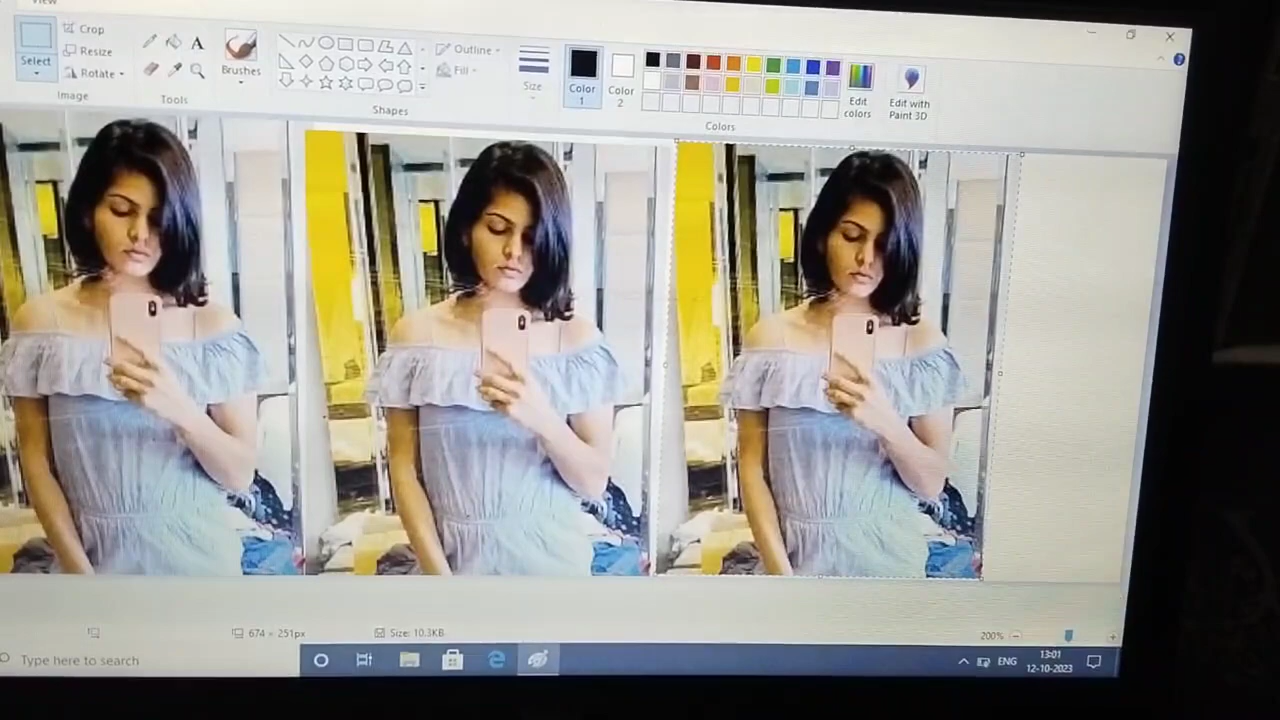 View
Crop
Resize
Rotate
Select
Image
Tools
A
Brushes
Shapes
Outline
Fill
Size
Color 1
Color 2
Colors
Edit colors
Edit with Paint 3D
674 × 251px
Size: 10.3KB
200%
Type here to search
ENG
13:01
12-10-2023